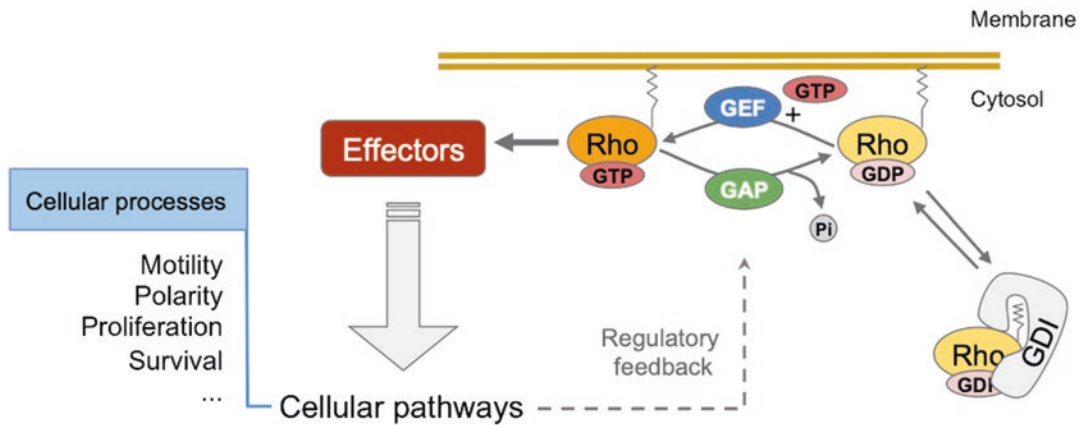 Membrane
Cytosol
GTP
GEF
+
Rho
GTP
Rho
GDP
Effectors
GAP
Pi
Cellular processes
Motility
Polarity
Proliferation
Survival
...
Regulatory
feedback
Rho
GDI
GDI
Cellular pathways